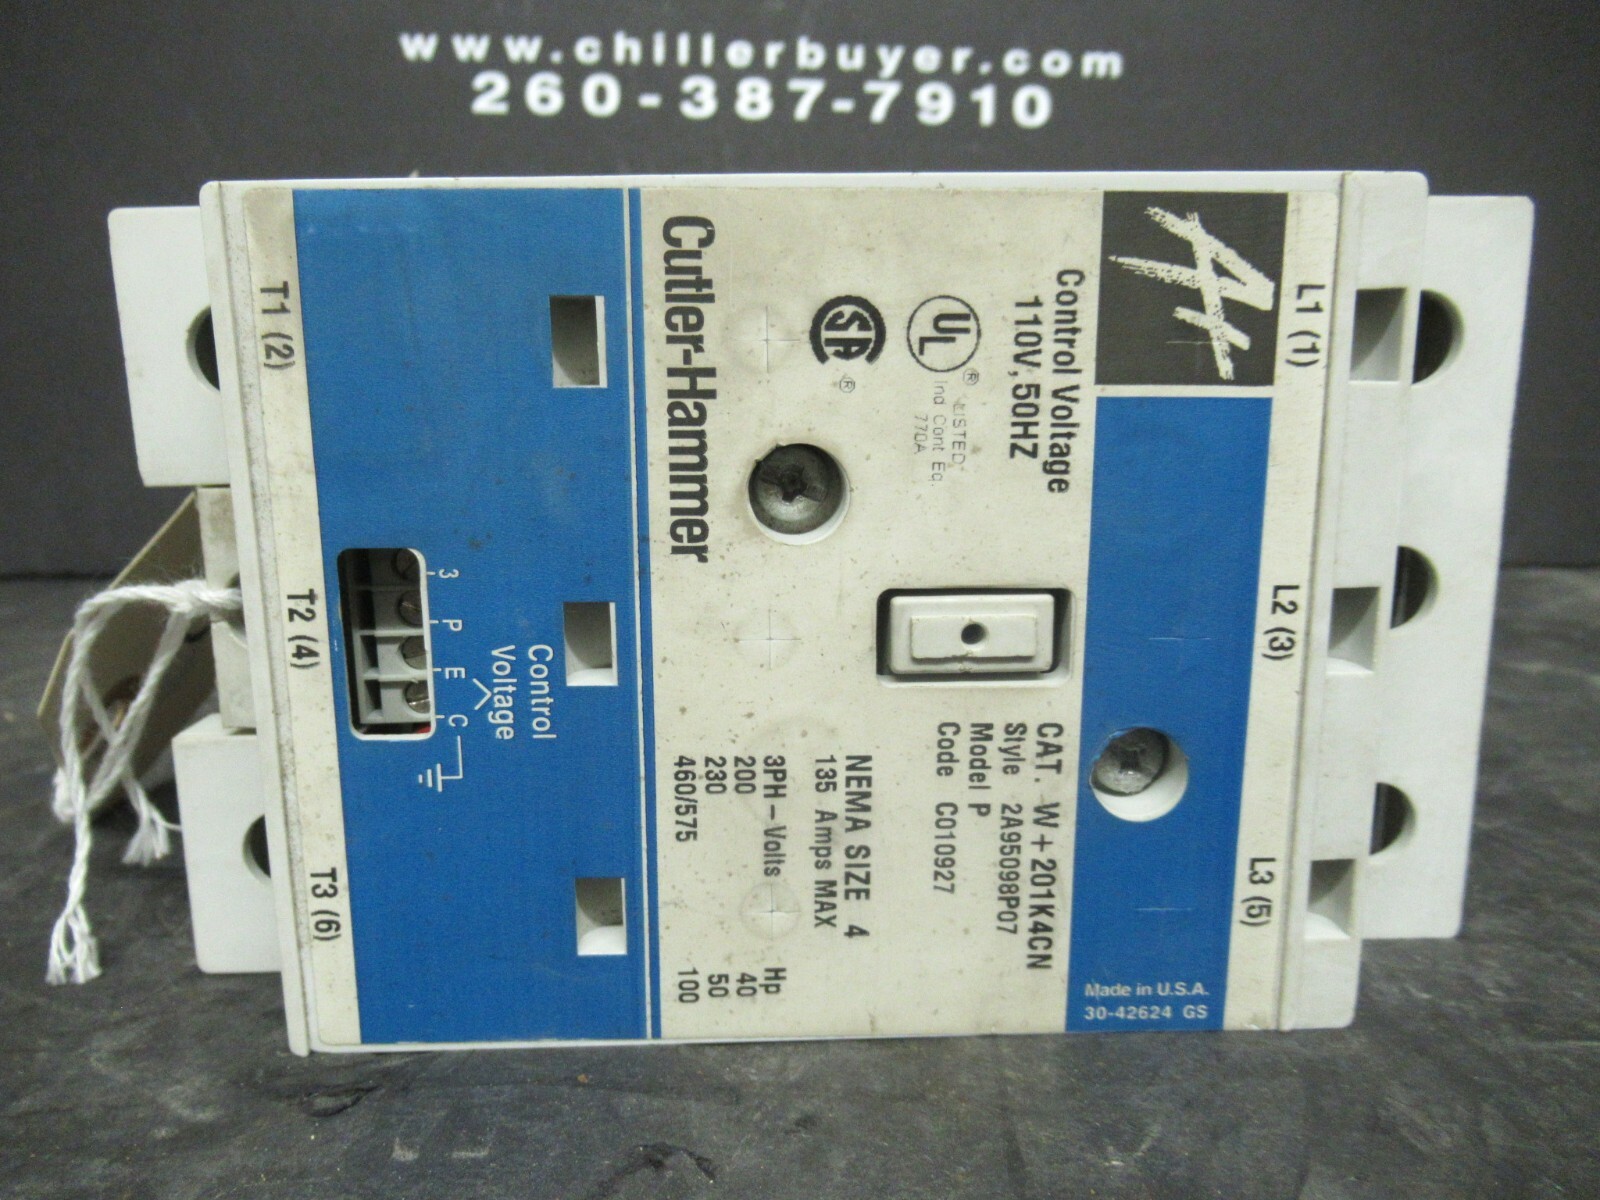 www.chillerbuyer.com
260-387-7910
L1 (1)
L2 (3)
L3 (5)
Control Voltage
110V, 50HZ
UL
®
LISTED
Ind Cont Eq.
770A
SA
®
CAT. W+201K4CN
Style 2A95098P07
Model P
Code C010927
NEMA SIZE 4
135 Amps MAX
3PH-Volts Hp
200 40
230 50
460/575 100
Cutler-Hammer
Made in U.S.A.
30-42624 GS
Control
Voltage
3
P
E
C
T1 (2)
T2 (4)
T3 (6)